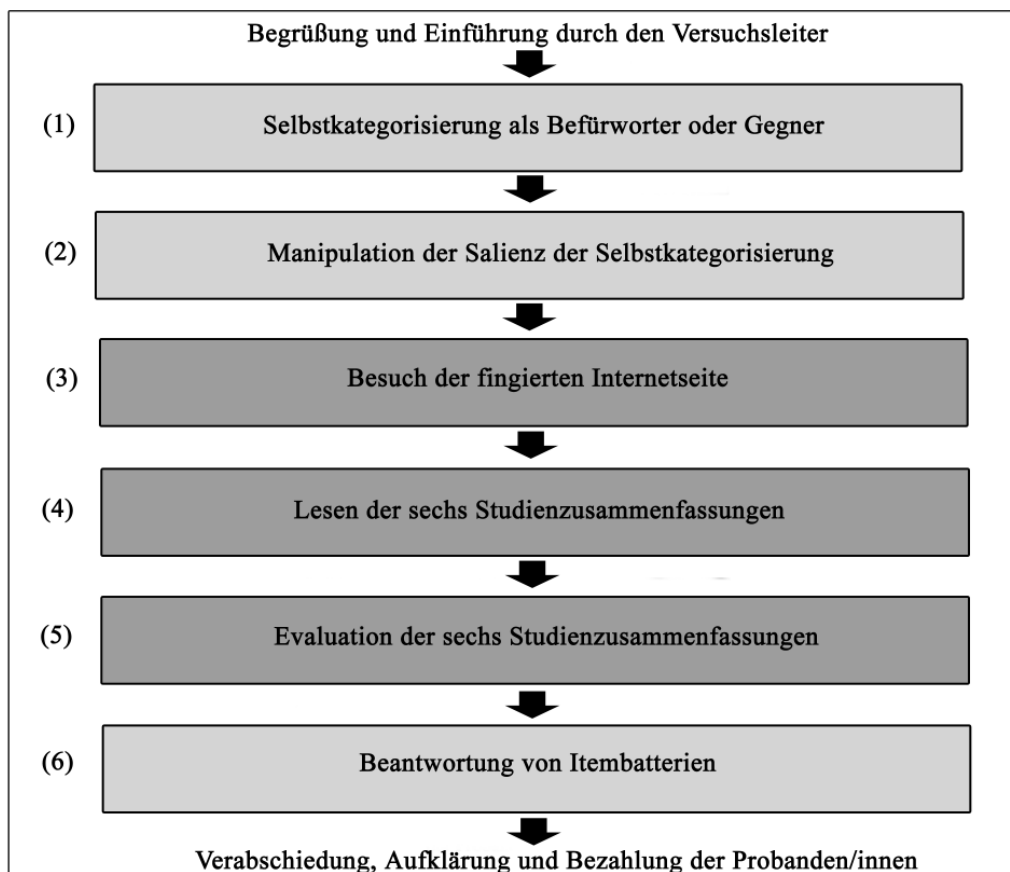 Begrüßung und Einführung durch den Versuchsleiter
(1) Selbstkategorisierung als Befürworter oder Gegner
(2) Manipulation der Salienz der Selbstkategorisierung
(3) Besuch der fingierten Internetseite
(4) Lesen der sechs Studienzusammenfassungen
(5) Evaluation der sechs Studienzusammenfassungen
(6) Beantwortung von Itembatterien
Verabschiedung, Aufklärung und Bezahlung der Probanden/innen